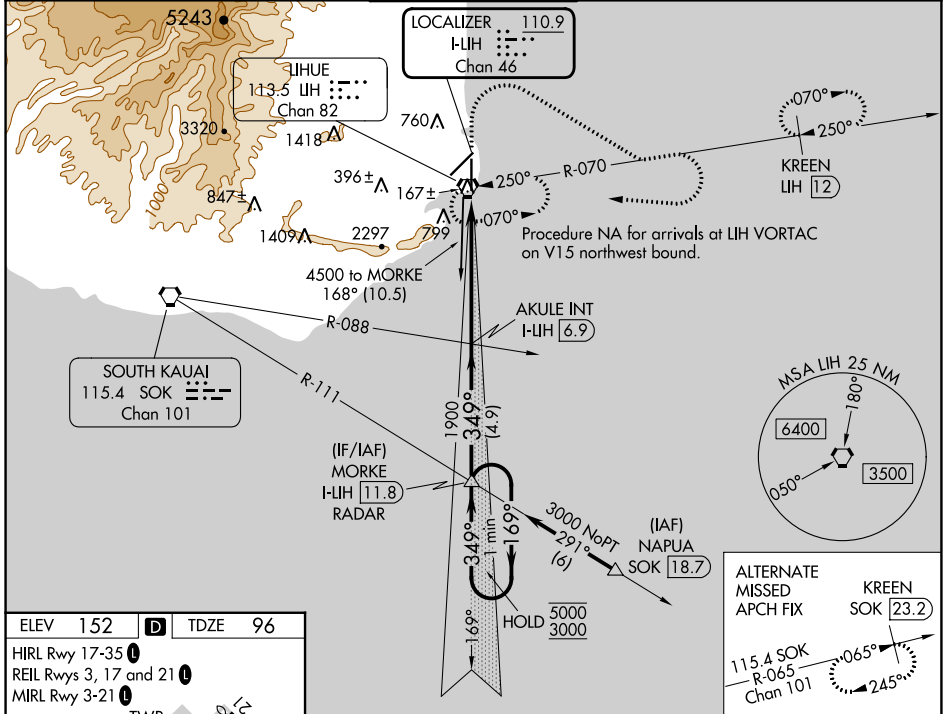 5243
LOCALIZER 110.9
I-LIH
Chan 46
LIHUE
113.5 LIH
Chan 82
760
3320
1418
070°
250°
R-070
KREEN
LIH 12
396±
167±
250°
070°
847±
1000
1409
2297
799
Procedure NA for arrivals at LIH VORTAC
on V15 northwest bound.
4500 to MORKE
168° (10.5)
AKULE INT
I-LIH 6.9
R-088
SOUTH KAUAI
115.4 SOK
Chan 101
R-111
1900
349°
(4.9)
MSA LIH 25 NM
180°
6400
3500
050°
(IF/IAF)
MORKE
I-LIH 11.8
RADAR
349°
1 min
169°
3000 NoPT
291°
(6)
(IAF)
NAPUA
SOK 18.7
HOLD 5000
3000
169°
ALTERNATE
MISSED
APCH FIX
KREEN
SOK 23.2
115.4 SOK
R-065
Chan 101
065°
245°
ELEV 152 D TDZE 96
HIRL Rwy 17-35 L
REIL Rwys 3, 17 and 21 L
MIRL Rwy 3-21 L
TWR
21